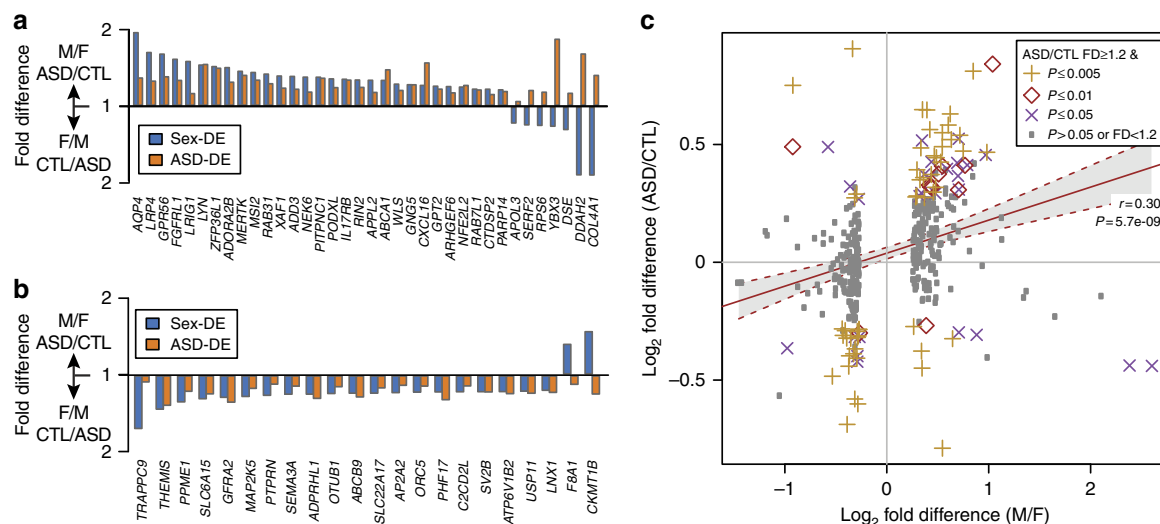 a
Fold difference
2
M/F
ASD/CTL
1
F/M
CTL/ASD
2
Sex-DE
ASD-DE
AQP4
LRP4
GPR56
FGFRL1
LRIG1
LYN
ZFP36L1
ADORA2B
MERTK
MSI2
RAB31
XAF1
ADD3
NEK6
PITPNC1
PODXL
IL17RB
RIN2
APPL2
ABCA1
WLS
GNG5
CXCL16
GPT2
ARHGEF6
NFE2L2
RAB7L1
CTDSP2
PARP14
APOL3
SERF2
RPS6
YBX3
DSE
DDAH2
COL4A1
b
Fold difference
2
M/F
ASD/CTL
1
F/M
CTL/ASD
2
Sex-DE
ASD-DE
TRAPPC9
THEMIS
PPME1
SLC6A15
GFRA2
MAP2K5
PTPRN
SEMA3A
ADPRHL1
OTUB1
ABCB9
SLC22A17
AP2A2
ORC5
PHF17
C2CD2L
SV2B
ATP6V1B2
USP11
LNX1
F8A1
CKMT1B
c
Log2 fold difference (ASD/CTL)
0.5
0
−0.5
ASD/CTL FD≥1.2 &
P≤0.005
P≤0.01
P≤0.05
P>0.05 or FD<1.2
r=0.30
P=5.7e-09
−1
0
1
2
Log2 fold difference (M/F)